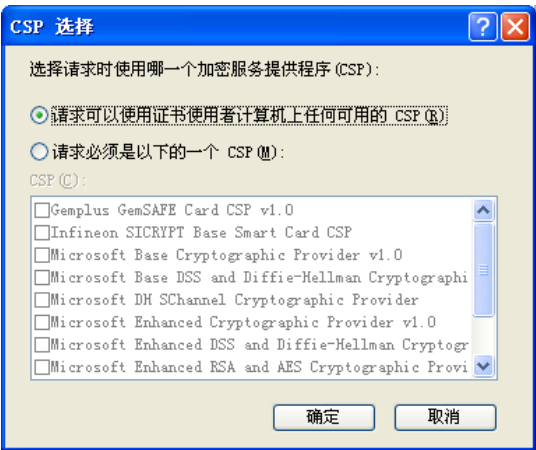 CSP 选择
选择请求时使用哪一个加密服务提供程序(CSP):
请求可以使用证书使用者计算机上任何可用的 CSP(R)
请求必须是以下的一个 CSP(M):
CSP(C):
Gemplus GemSAFE Card CSP v1.0
Infineon SICRYPT Base Smart Card CSP
Microsoft Base Cryptographic Provider v1.0
Microsoft Base DSS and Diffie-Hellman Cryptographi
Microsoft DH SChannel Cryptographic Provider
Microsoft Enhanced Cryptographic Provider v1.0
Microsoft Enhanced DSS and Diffie-Hellman Cryptogr
Microsoft Enhanced RSA and AES Cryptographic Provi
确定 取消